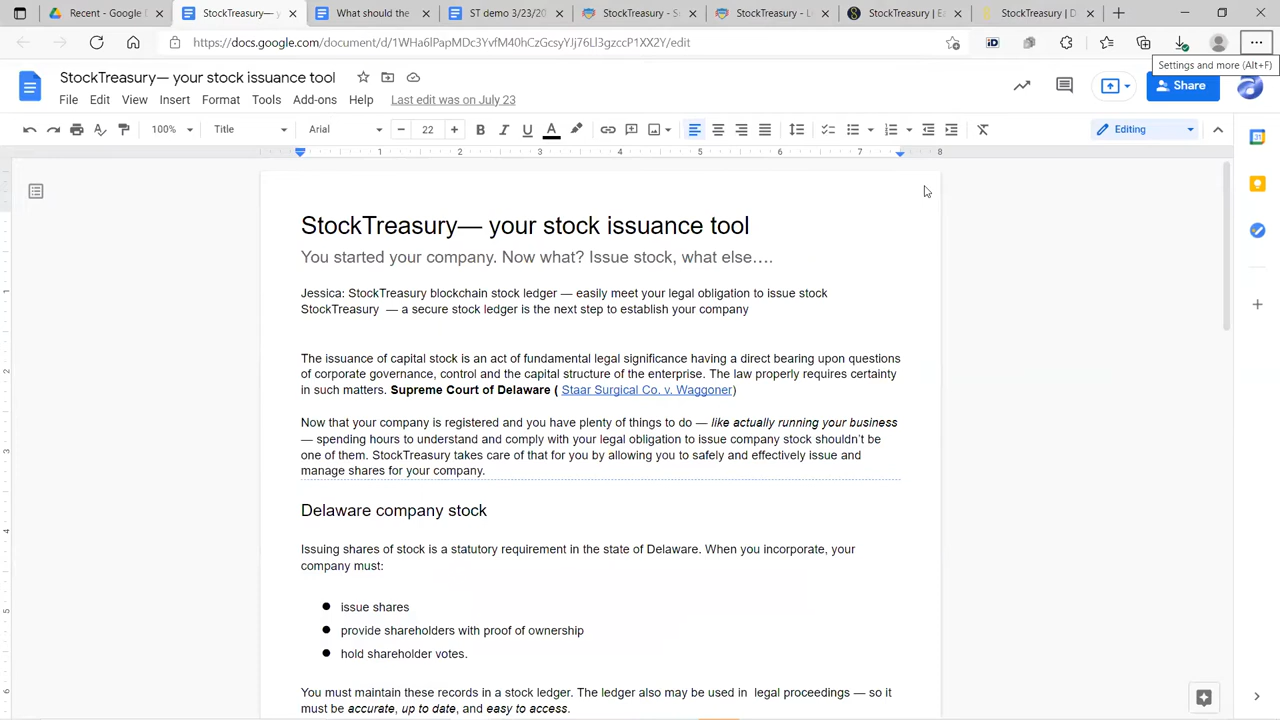 Recent - Google
StockTreasury— y
What should the
ST demo 3/23/20
StockTreasury - S
StockTreasury - L
StockTreasury | Ea
StockTreasury | D
https://docs.google.com/document/d/1WHa6lPapMDc3YvfM40hCzGcsyYJj76Ll3gzccP1XX2Y/edit
Settings and more (Alt+F)
StockTreasury— your stock issuance tool
File Edit View Insert Format Tools Add-ons Help Last edit was on July 23
Share
100% Title Arial 22 Editing
1 2 3 4 5 6 7 8
StockTreasury— your stock issuance tool
You started your company. Now what? Issue stock, what else….
Jessica: StockTreasury blockchain stock ledger — easily meet your legal obligation to issue stock
StockTreasury — a secure stock ledger is the next step to establish your company
The issuance of capital stock is an act of fundamental legal significance having a direct bearing upon questions
of corporate governance, control and the capital structure of the enterprise. The law properly requires certainty
in such matters. Supreme Court of Delaware ( Staar Surgical Co. v. Waggoner)
Now that your company is registered and you have plenty of things to do — like actually running your business
— spending hours to understand and comply with your legal obligation to issue company stock shouldn’t be
one of them. StockTreasury takes care of that for you by allowing you to safely and effectively issue and
manage shares for your company.
Delaware company stock
Issuing shares of stock is a statutory requirement in the state of Delaware. When you incorporate, your
company must:
issue shares
provide shareholders with proof of ownership
hold shareholder votes.
You must maintain these records in a stock ledger. The ledger also may be used in legal proceedings — so it
must be accurate, up to date, and easy to access.